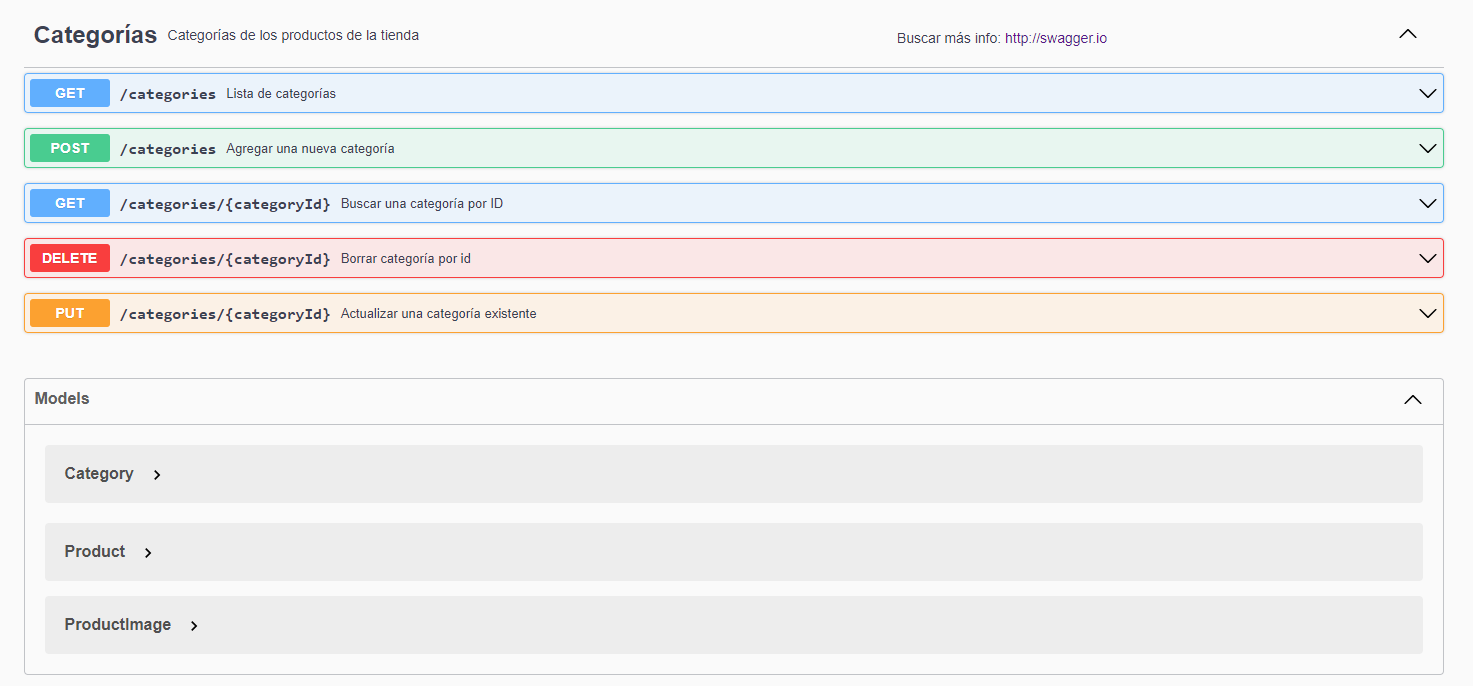 Categorías Categorías de los productos de la tienda Buscar más info: http://swagger.io
GET /categories Lista de categorías
POST /categories Agregar una nueva categoría
GET /categories/{categoryId} Buscar una categoría por ID
DELETE /categories/{categoryId} Borrar categoría por id
PUT /categories/{categoryId} Actualizar una categoría existente
Models
Category
Product
ProductImage